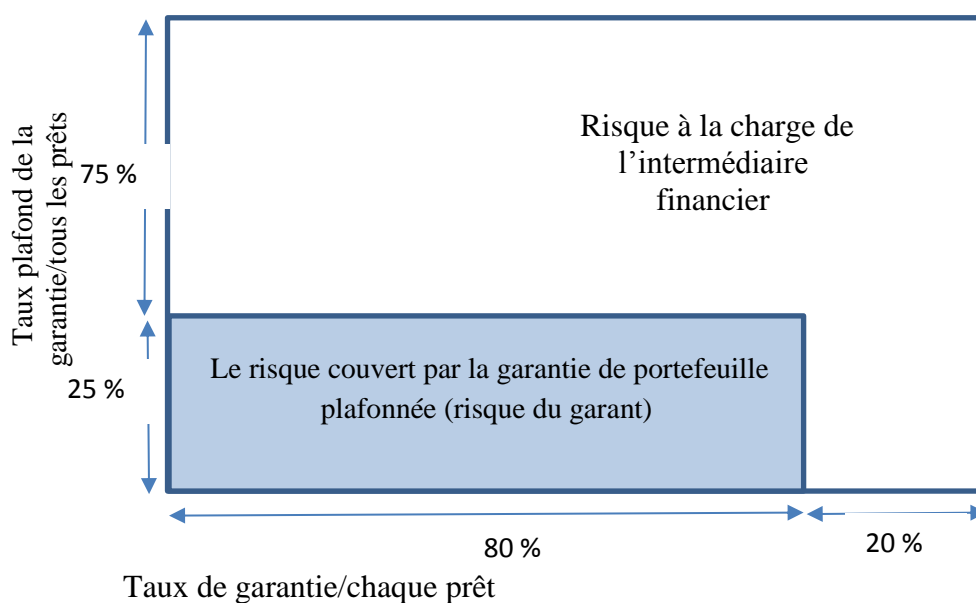 Taux plafond de la
garantie/tous les prêts
75 %
25 %
Risque à la charge de
l’intermédiaire
financier
Le risque couvert par la garantie de portefeuille
plafonnée (risque du garant)
80 %
20 %
Taux de garantie/chaque prêt